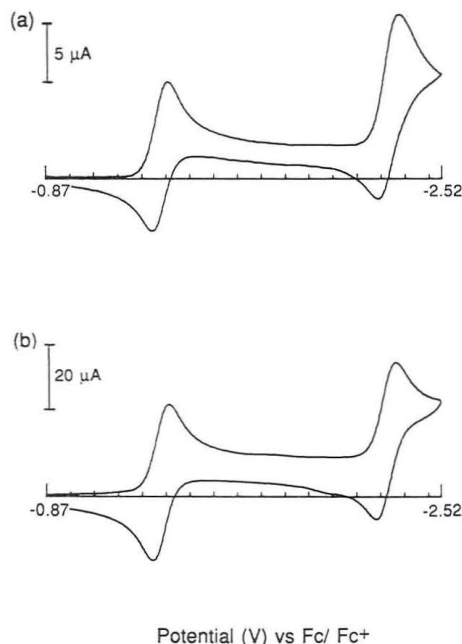 (a)
5 µA
-0.87
-2.52
(b)
20 µA
-0.87
-2.52
Potential (V) vs Fc/ Fc+